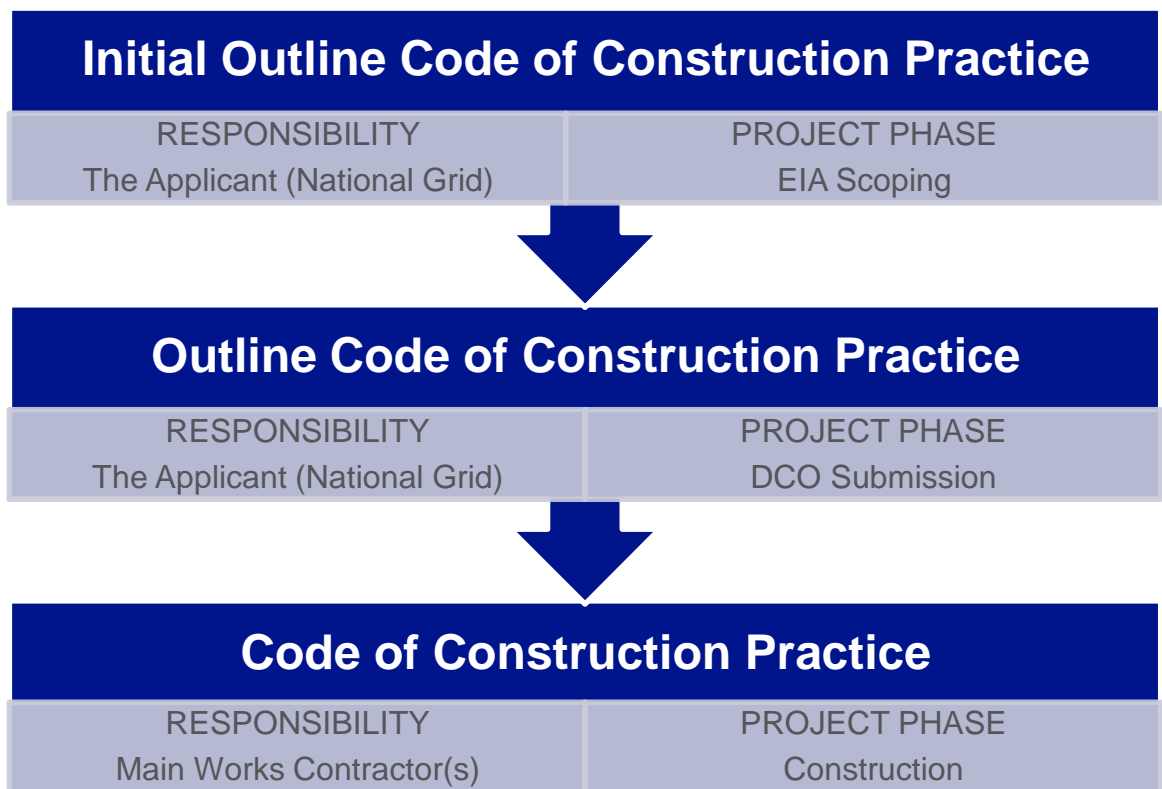 Initial Outline Code of Construction Practice
RESPONSIBILITY
The Applicant (National Grid)
PROJECT PHASE
EIA Scoping
Outline Code of Construction Practice
RESPONSIBILITY
The Applicant (National Grid)
PROJECT PHASE
DCO Submission
Code of Construction Practice
RESPONSIBILITY
Main Works Contractor(s)
PROJECT PHASE
Construction